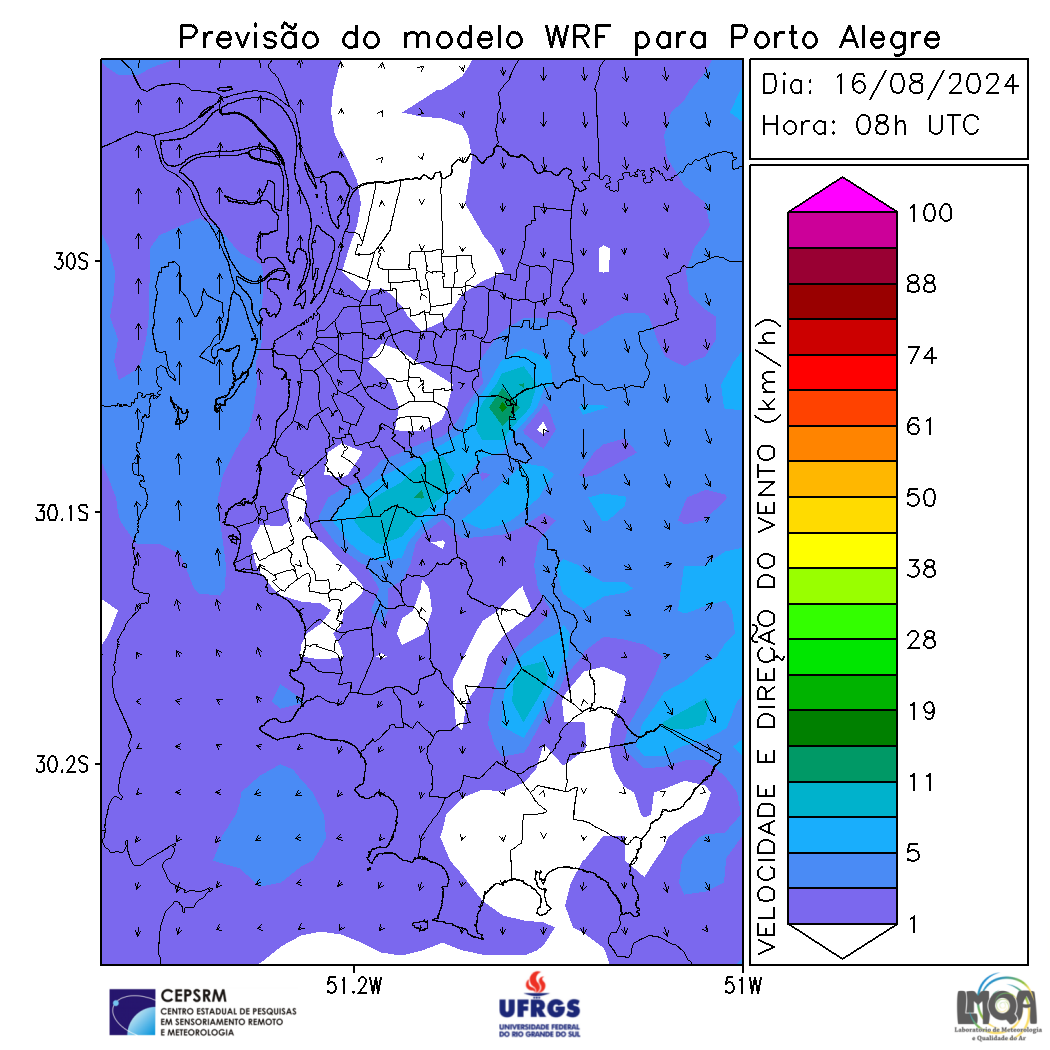 Previsão do modelo WRF para Porto Alegre
Dia: 16/08/2024
Hora: 08h UTC
30S
30.1S
30.2S
51.2W
51W
VELOCIDADE E DIREÇÃO DO VENTO (km/h)
100
88
74
61
50
38
28
19
11
5
1
CEPSRM
CENTRO ESTADUAL DE PESQUISAS
EM SENSORIAMENTO REMOTO
E METEOROLOGIA
UFRGS
UNIVERSIDADE FEDERAL
DO RIO GRANDE DO SUL
LMQA
Laboratório de Meteorologia
e Qualidade do Ar